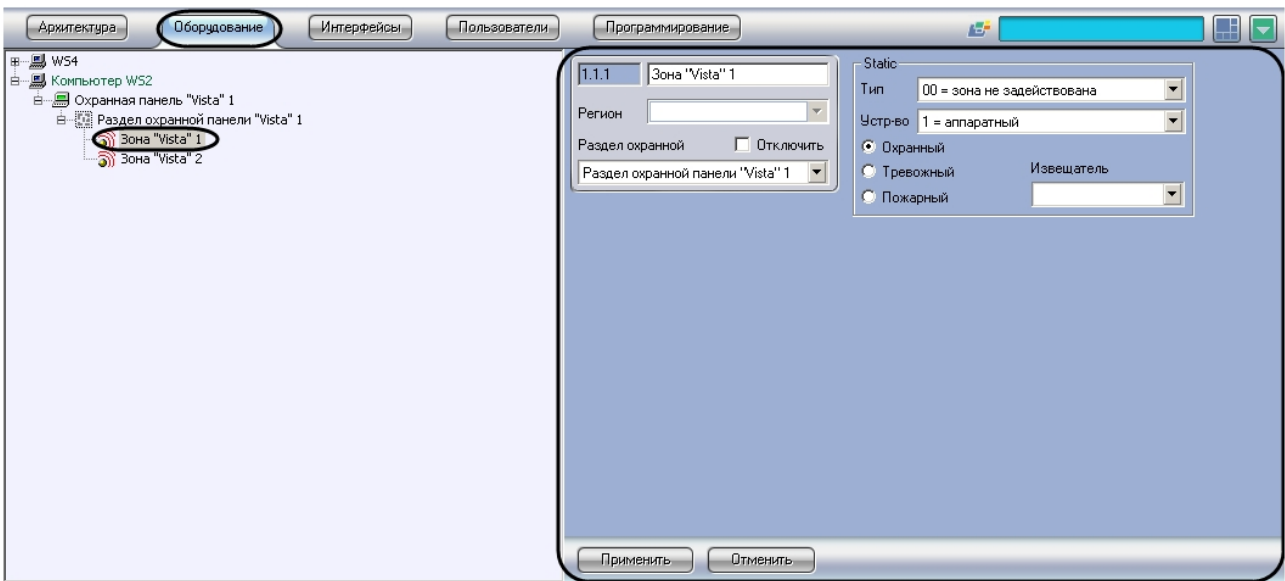 Архитектура Оборудование Интерфейсы Пользователи Программирование
WS4
Компьютер WS2
Охранная панель "Vista" 1
Раздел охранной панели "Vista" 1
Зона "Vista" 1
Зона "Vista" 2
1.1.1 Зона "Vista" 1
Регион
Раздел охранной Отключить
Раздел охранной панели "Vista" 1
Static
Тип 00 = зона не задействована
Устр-во 1 = аппаратный
Охранный
Тревожный Извещатель
Пожарный
Применить Отменить